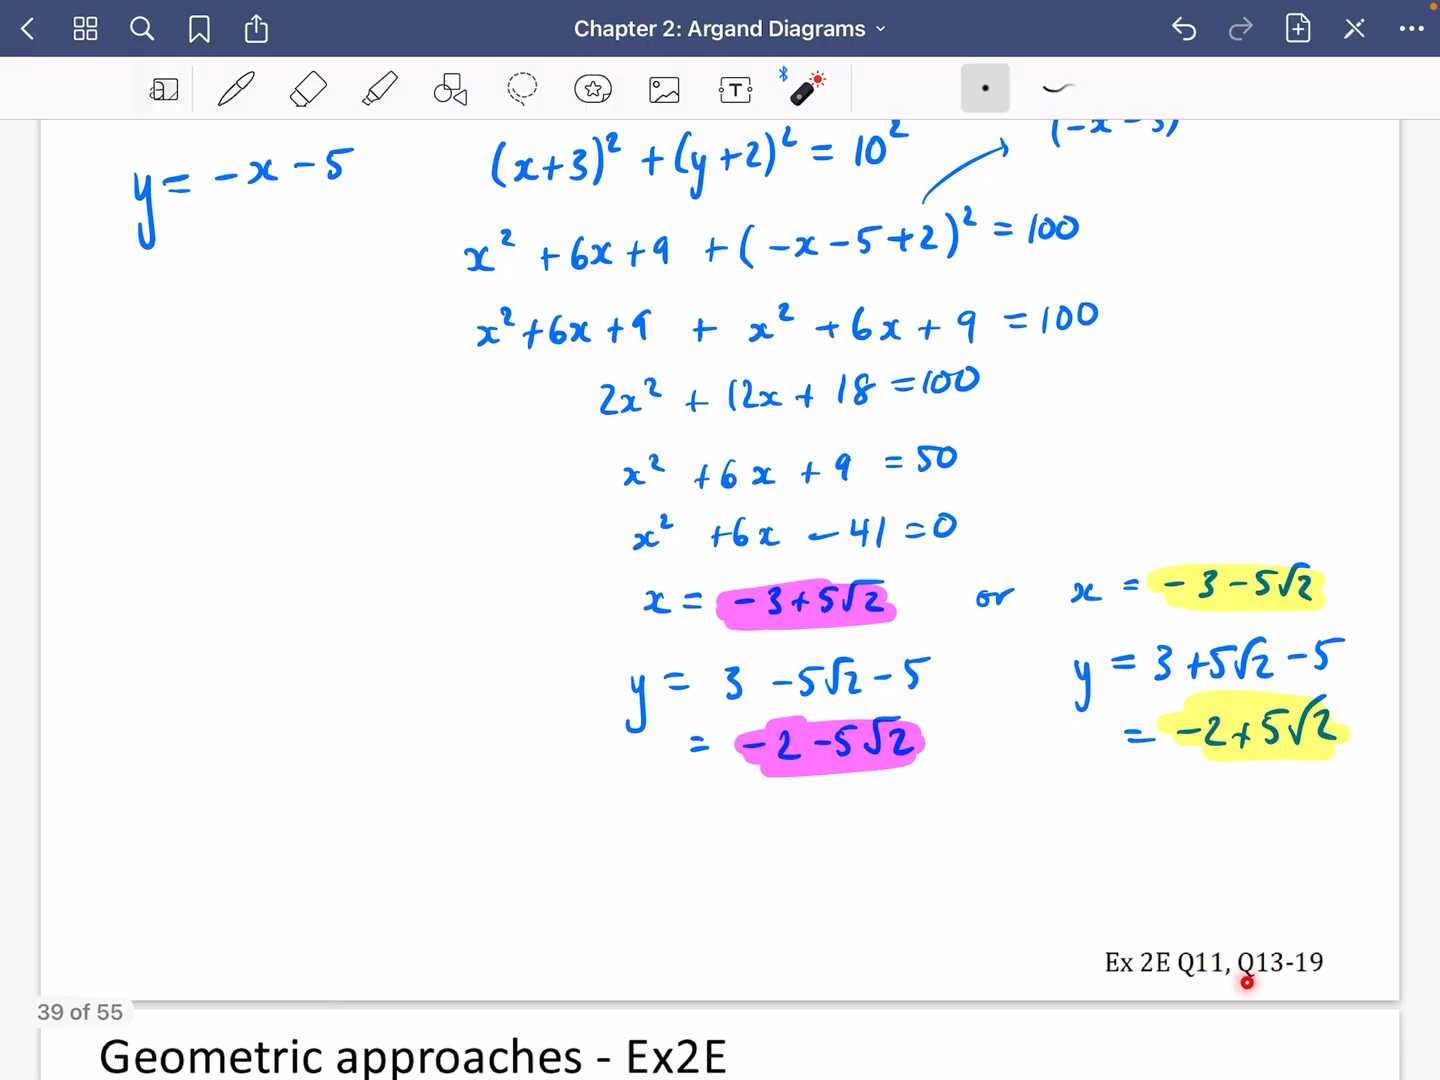 Chapter 2: Argand Diagrams
y = -x - 5
(x+3)² + (y+2)² = 10²
x² + 6x + 9 + (-x - 5 + 2)² = 100
x² + 6x + 9 + x² + 6x + 9 = 100
2x² + 12x + 18 = 100
x² + 6x + 9 = 50
x² + 6x - 41 = 0
x = -3 + 5√2 or x = -3 - 5√2
y = 3 - 5√2 - 5
= -2 - 5√2
y = 3 + 5√2 - 5
= -2 + 5√2
Ex 2E Q11, Q13-19
39 of 55
Geometric approaches - Ex2E